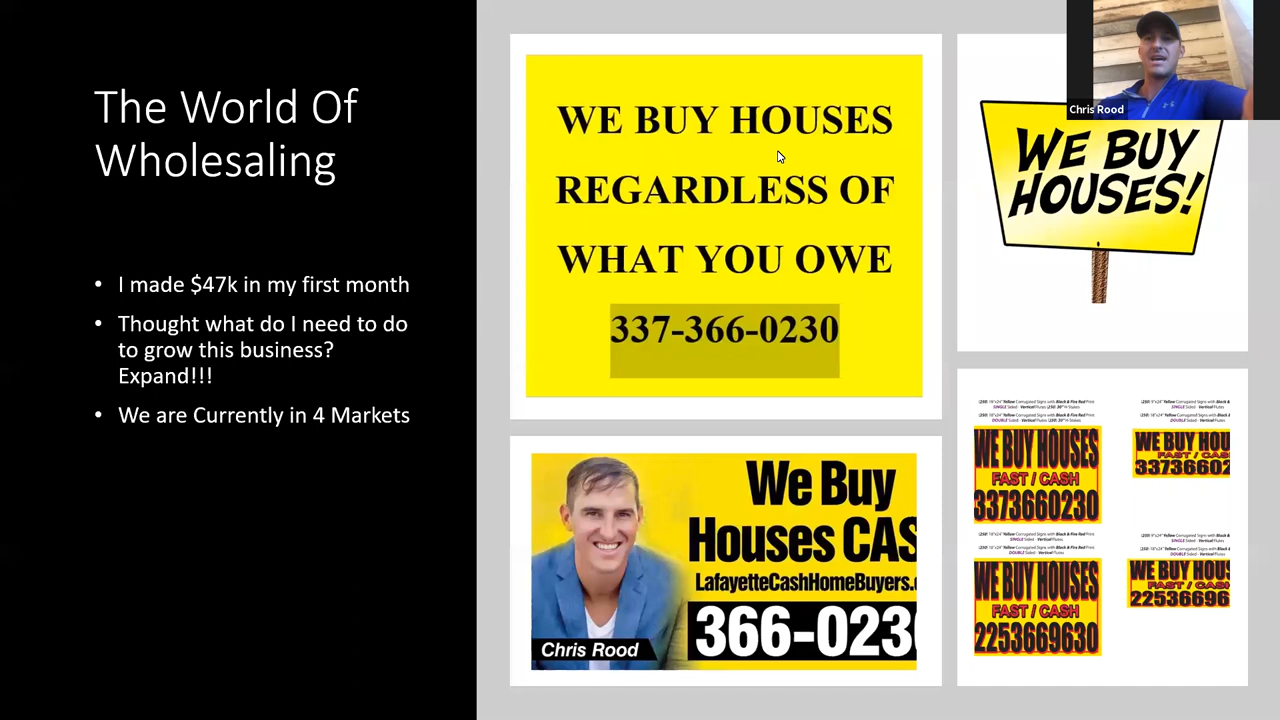 The World Of
Wholesaling
• I made $47k in my first month
• Thought what do I need to do
to grow this business?
Expand!!!
• We are Currently in 4 Markets
WE BUY HOUSES
REGARDLESS OF
WHAT YOU OWE
337-366-0230
Chris Rood
WE BUY
HOUSES!
We Buy
Houses CAS
LafayetteCashHomeBuyers.
366-023
Chris Rood
WE BUY HOUSES
FAST / CASH
3373660230
WE BUY HOU
FAST / CAS
33736602
WE BUY HOUSES
FAST / CASH
2253669630
WE BUY HOUS
FAST / CASH
22536696